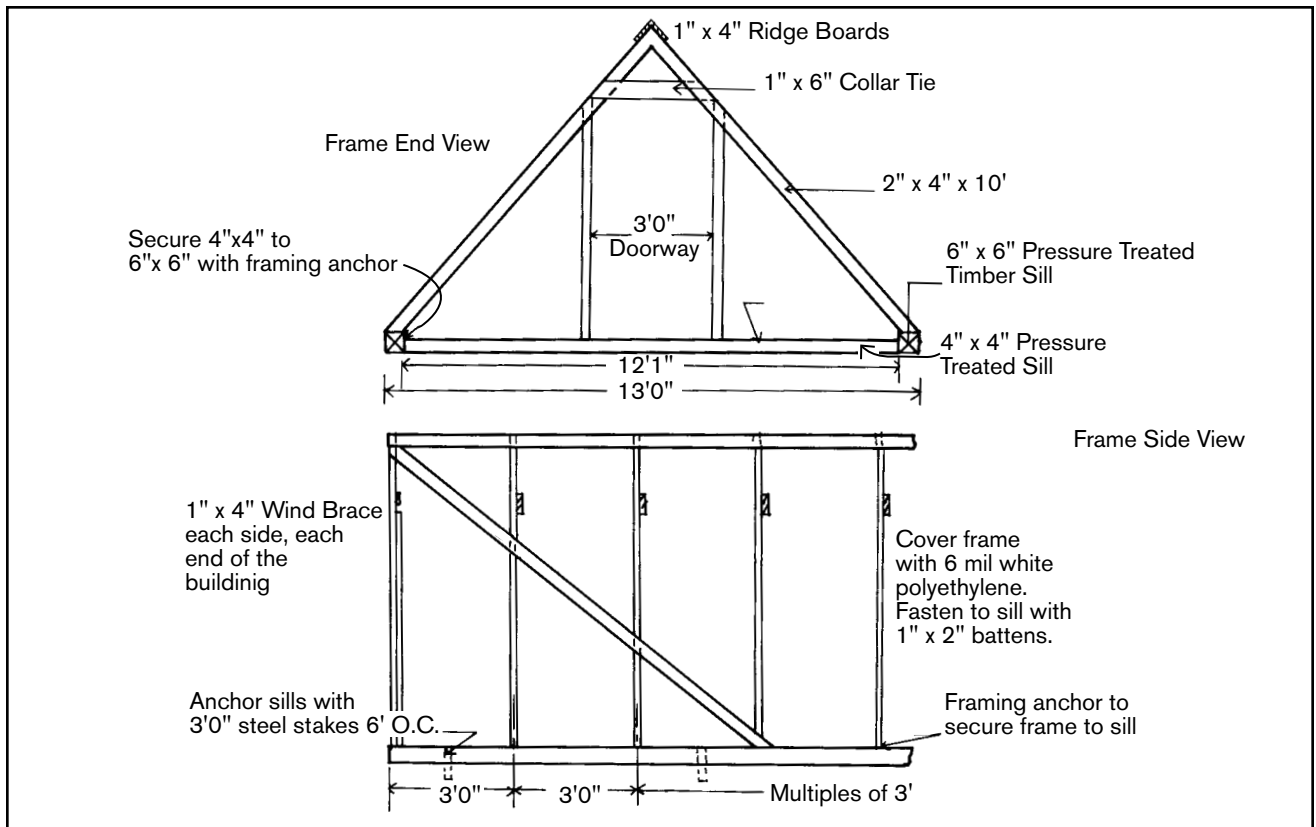 1" x 4" Ridge Boards
1" x 6" Collar Tie
Frame End View
2" x 4" x 10'
3'0"
Doorway
Secure 4"x4" to
6"x 6" with framing anchor
6" x 6" Pressure Treated
Timber Sill
4" x 4" Pressure
Treated Sill
12'1"
13'0"
Frame Side View
1" x 4" Wind Brace
each side, each
end of the
buildinig
Cover frame
with 6 mil white
polyethylene.
Fasten to sill with
1" x 2" battens.
Anchor sills with
3'0" steel stakes 6' O.C.
Framing anchor to
secure frame to sill
3'0"
3'0"
Multiples of 3'